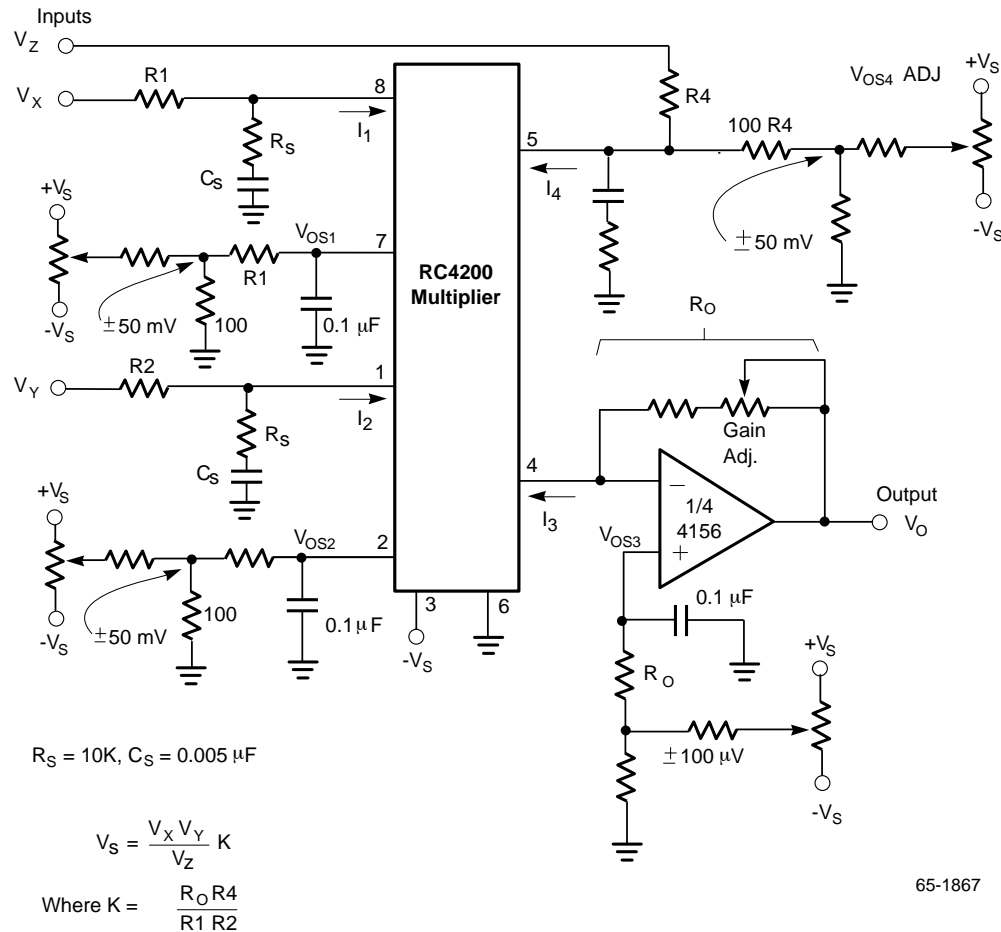 Inputs
V_Z
V_X
R1
8
I_1
R_S
C_S
R4
V_OS4 ADJ
+V_S
100 R4
5
I_4
-V_S
± 50 mV
+V_S
V_OS1
7
R1
-V_S
± 50 mV
100
0.1 µF
RC4200
Multiplier
R_O
V_Y
R2
1
I_2
R_S
C_S
Gain
Adj.
4
I_3
−
1/4
4156
+
V_OS3
Output
V_O
+V_S
V_OS2
2
-V_S
± 50 mV
100
0.1 µ F
3
-V_S
6
0.1 µF
R_O
+V_S
± 100 µV
-V_S
R_S = 10K, C_S = 0.005 µF
V_S = V_X V_Y / V_Z K
Where K = R_O R4 / R1 R2
65-1867